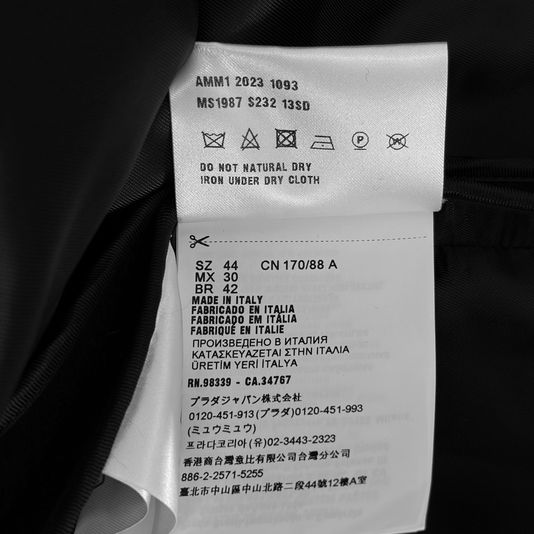 AMM1 2023 1093
MS1987 S232 13SD
P
W
DO NOT NATURAL DRY
IRON UNDER DRY CLOTH
SZ 44 CN 170/88 A
MX 30
BR 42
MADE IN ITALY
FABRICADO EN ITALIA
FABRICADO EM ITÁLIA
FABRIQUÉ EN ITALIE
ПРОИЗВЕДЕНО В ИТАЛИЯ
ΚΑΤΑΣΚΕΥΑΖΕΤΑΙ ΣΤΗΝ ΙΤΑΛΙΑ
ÜRETİM YERİ İTALYA
RN.98339 - CA.34767
プラダジャパン株式会社
0120-451-913 (プラダ) 0120-451-993
(ミュウミュウ)
프라다코리아 (유) 02-3443-2323
香港商台灣壹比有限公司台灣分公司
886-2-2571-5255
臺北市中山區中山北路二段44號12樓A室